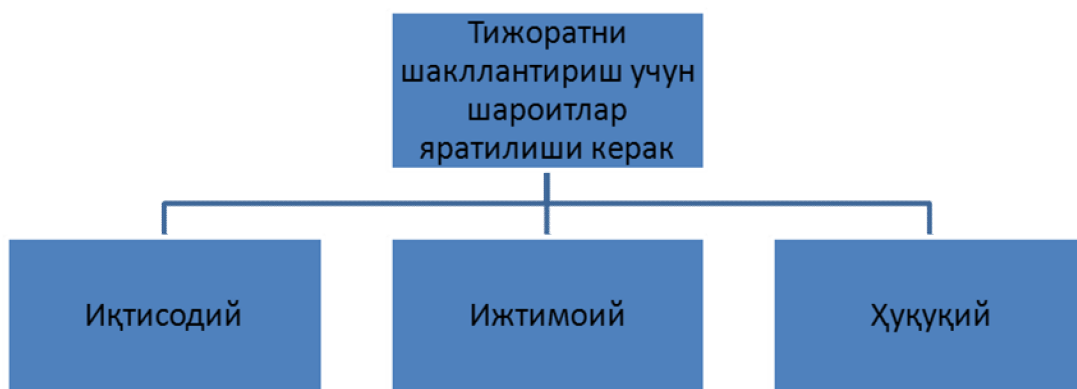 Тижоратни
шакллантириш учун
шароитлар
яратилиши керак
Иқтисодий
Ижтимоий
Ҳуқуқий